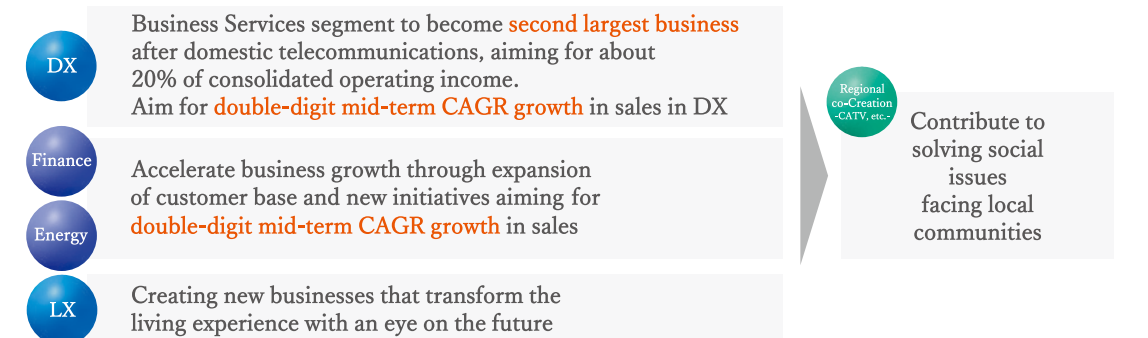 DX
Business Services segment to become second largest business
after domestic telecommunications, aiming for about
20% of consolidated operating income.
Aim for double-digit mid-term CAGR growth in sales in DX
Finance
Energy
Accelerate business growth through expansion
of customer base and new initiatives aiming for
double-digit mid-term CAGR growth in sales
LX
Creating new businesses that transform the
living experience with an eye on the future
Regional
co-Creation
-CATV, etc.-
Contribute to
solving social
issues
facing local
communities